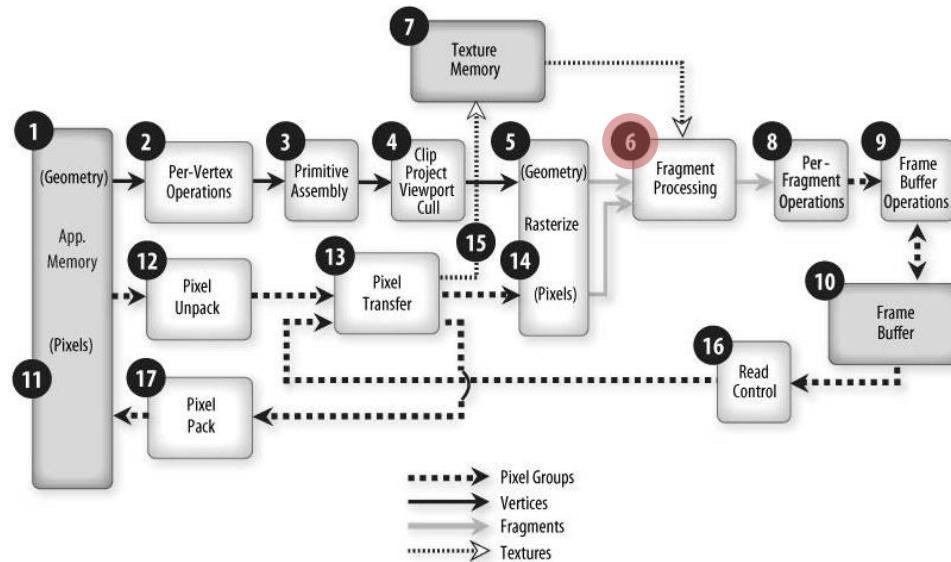 7
Texture
Memory
1
(Geometry)
App.
Memory
(Pixels)
11
2
Per-Vertex
Operations
3
Primitive
Assembly
4
Clip
Project
Viewport
Cull
5
(Geometry)
Rasterize
14
(Pixels)
6
Fragment
Processing
8
Per-
Fragment
Operations
9
Frame
Buffer
Operations
12
Pixel
Unpack
13
Pixel
Transfer
15
10
Frame
Buffer
16
Read
Control
17
Pixel
Pack
Pixel Groups
Vertices
Fragments
Textures